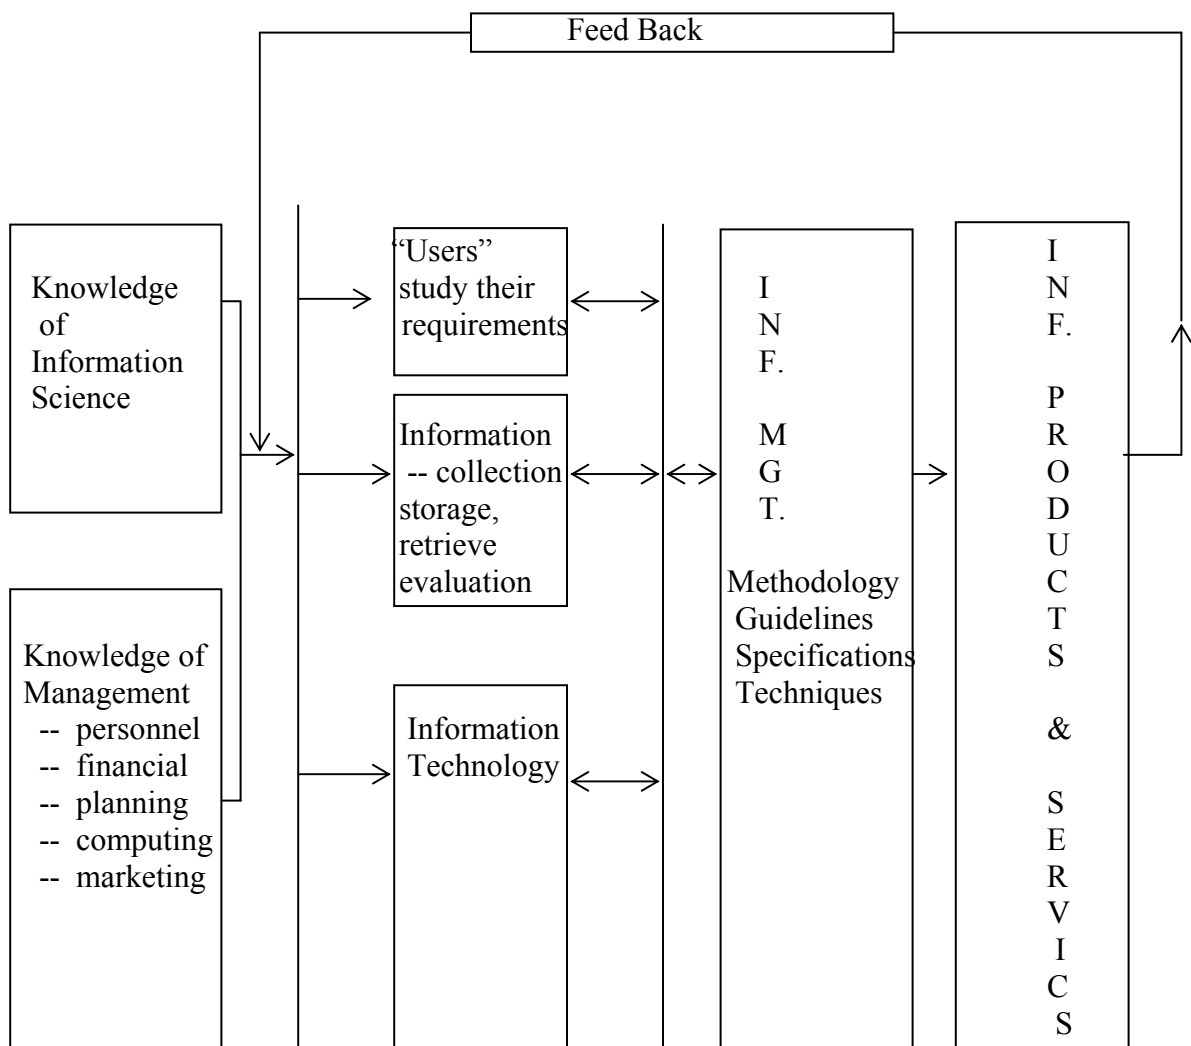 Feed Back
Knowledge
of
Information
Science
Knowledge of
Management
-- personnel
-- financial
-- planning
-- computing
-- marketing
“Users”
study their
requirements
Information
-- collection
storage,
retrieve
evaluation
Information
Technology
I
N
F.
M
G
T.
Methodology
Guidelines
Specifications
Techniques
I
N
F.
P
R
O
D
U
C
T
S
&
S
E
R
V
I
C
S